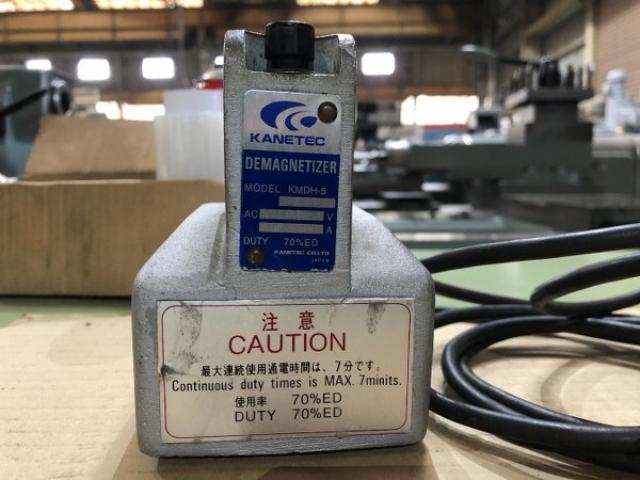 KANETEC
DEMAGNETIZER
MODEL KMDH-5
AC V
A
DUTY 70%ED
KANETEC CO.LTD
JAPAN
注意
CAUTION
最大連続使用通電時間は、7分です。
Continuous duty times is MAX. 7minits.
使用率 70%ED
DUTY 70%ED